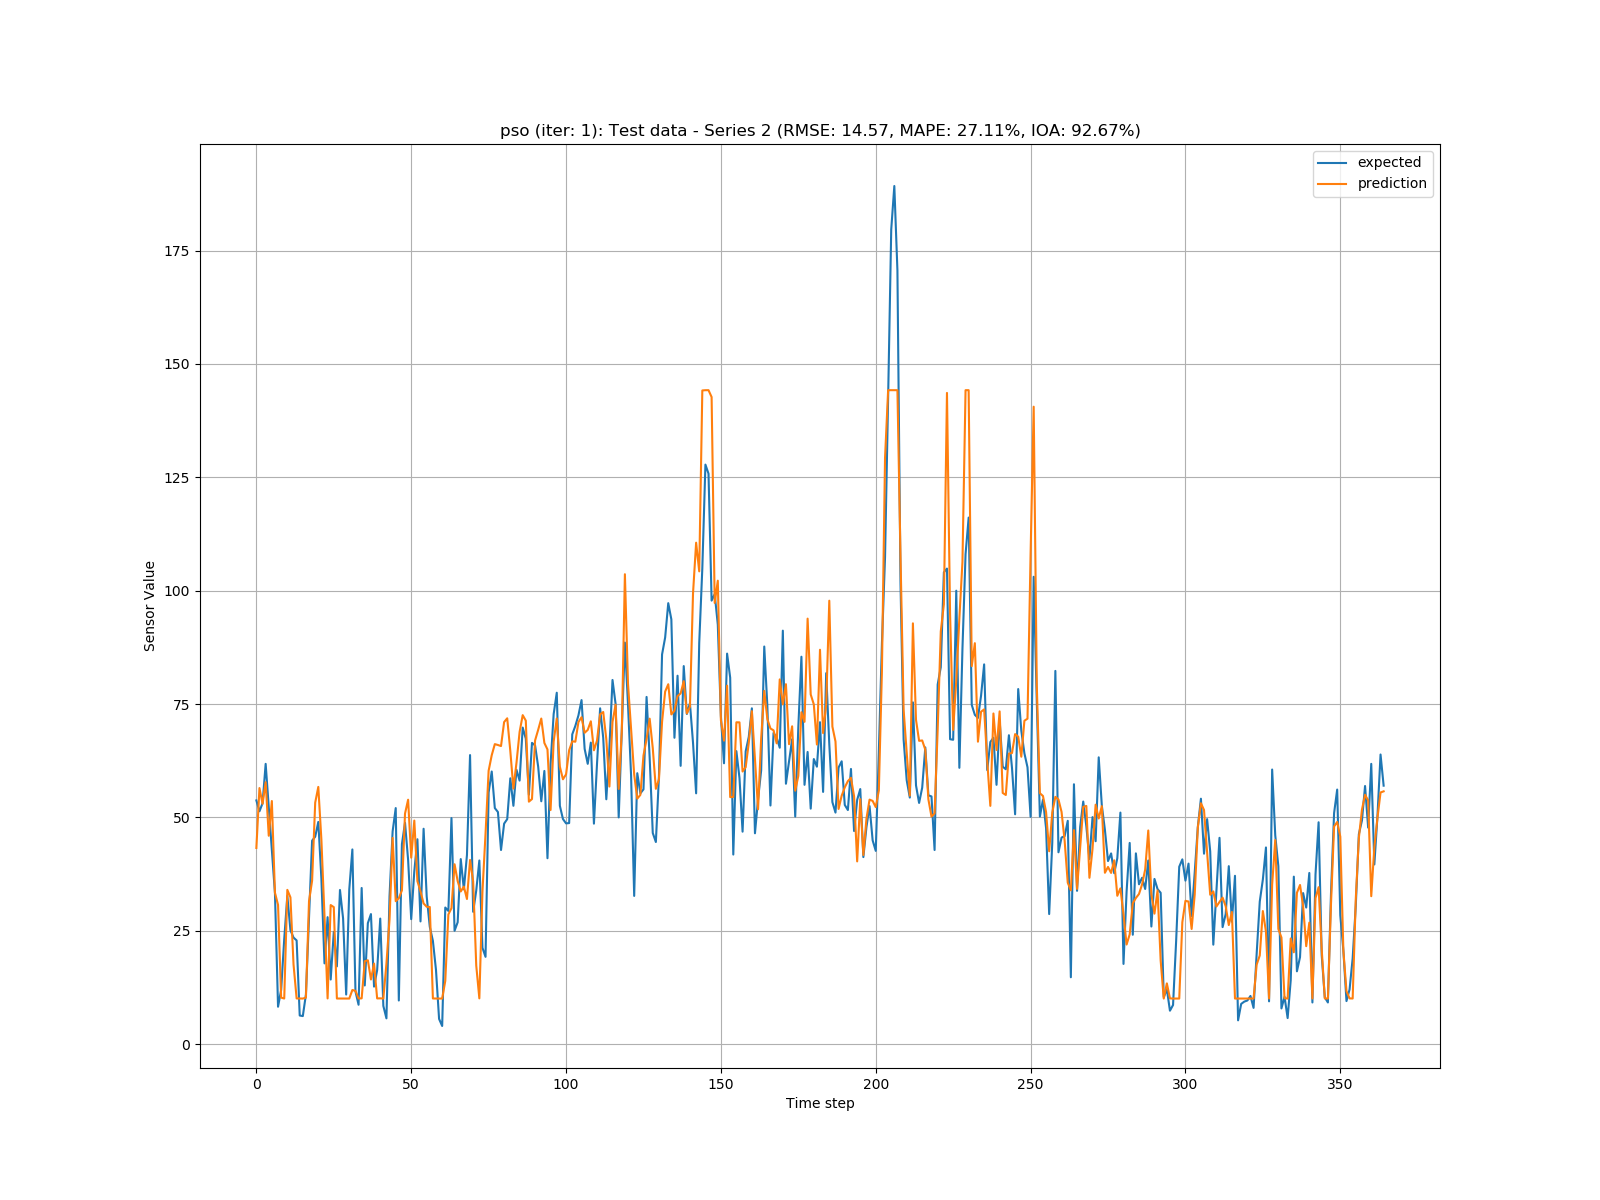 pso (iter: 1): Test data - Series 2 (RMSE: 14.57, MAPE: 27.11%, IOA: 92.67%)
expected
prediction
175
150
125
100
75
50
25
0
Sensor Value
0 50 100 150 200 250 300 350
Time step